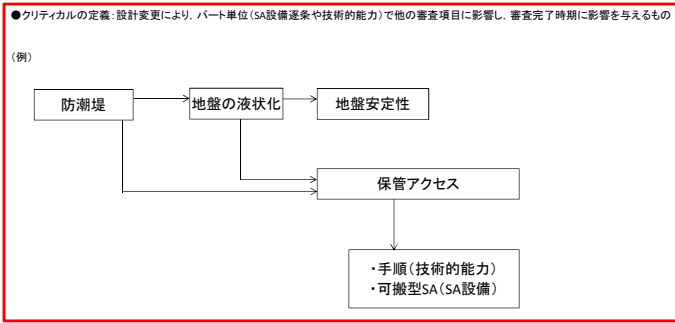 ●クリティカルの定義:設計変更により，パート単位(SA設備逐条や技術的能力)で他の審査項目に影響し，審査完了時期に影響を与えるもの
(例)
防潮堤
地盤の液状化
地盤安定性
保管アクセス
・手順(技術的能力)
・可搬型SA(SA設備)